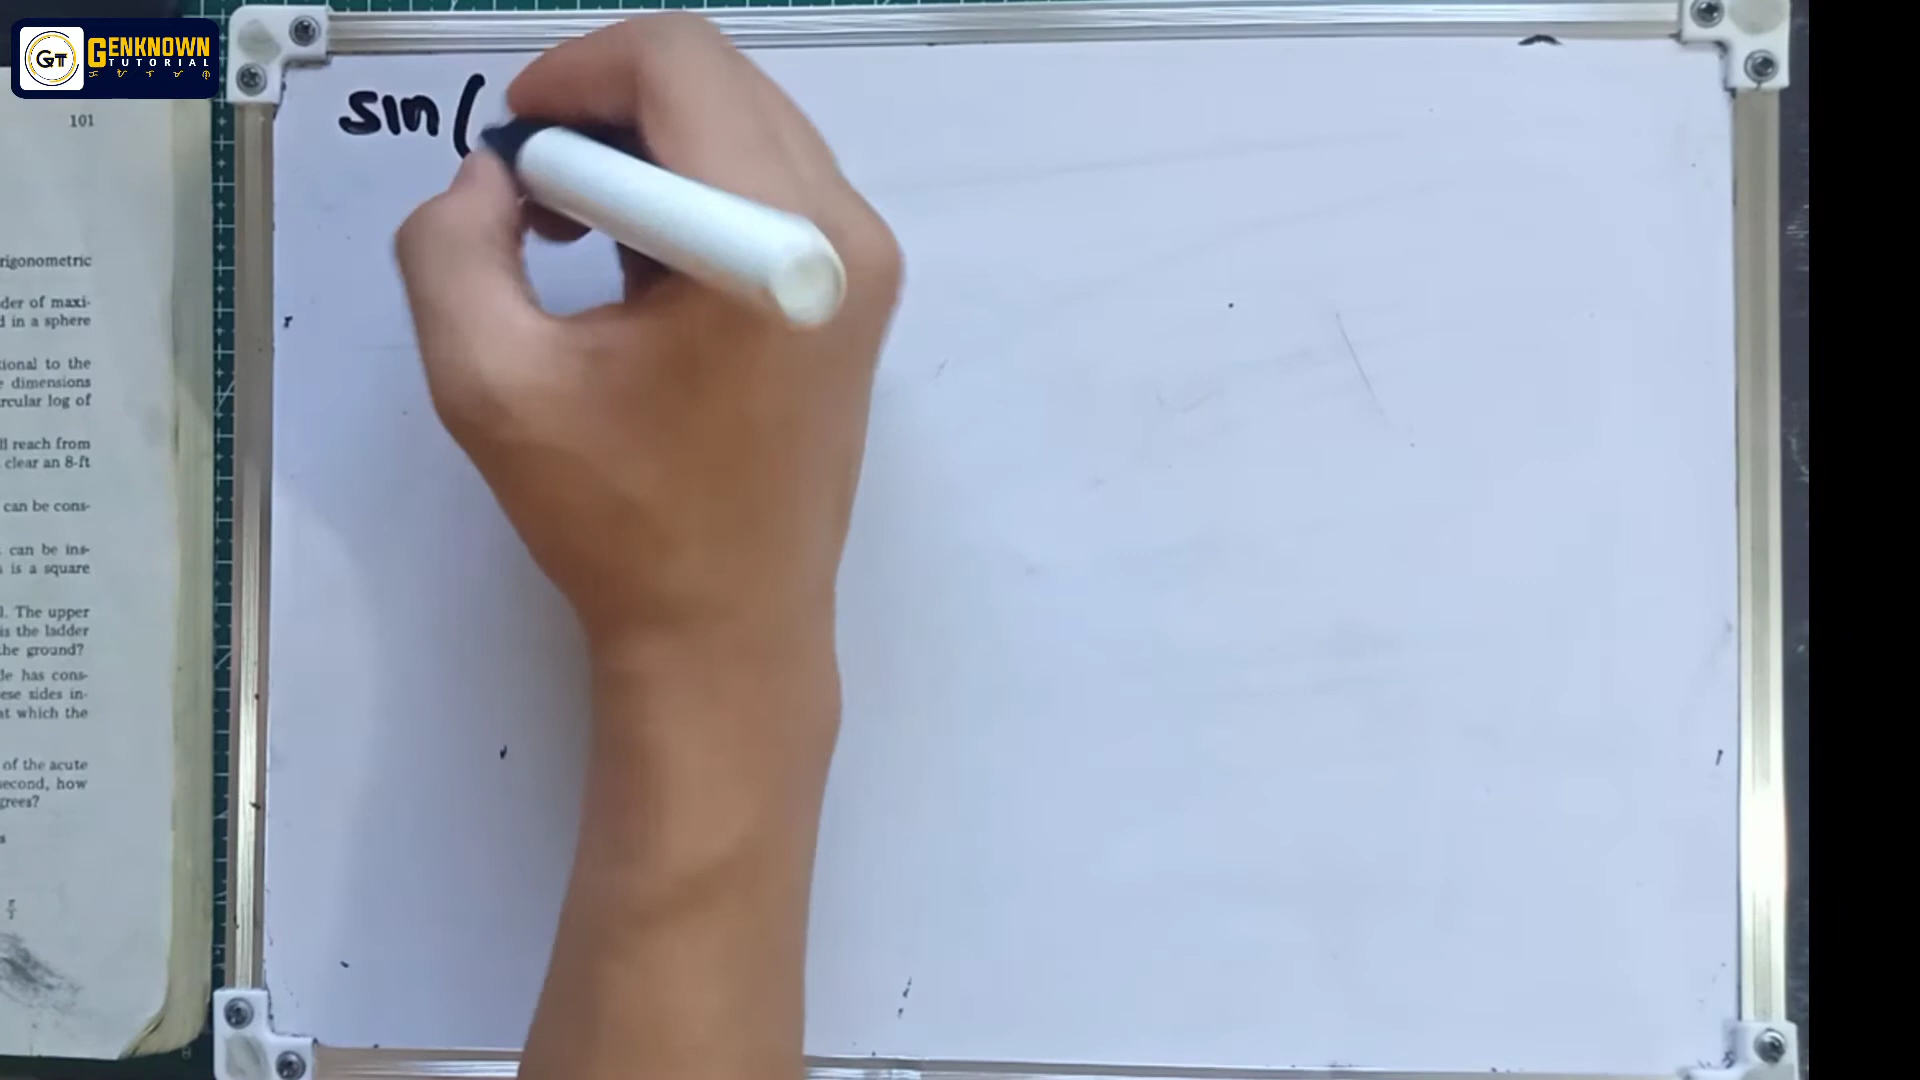 GT GENKNOWN
TUTORIAL
101
rigonometric
der of maxi-
d in a sphere
tional to the
e dimensions
rcular log of
ll reach from
clear an 8-ft
can be cons-
can be ins-
is a square
l. The upper
is the ladder
the ground?
le has cons-
ese sides in-
at which the
of the acute
second, how
grees?
s
π
2
sin (